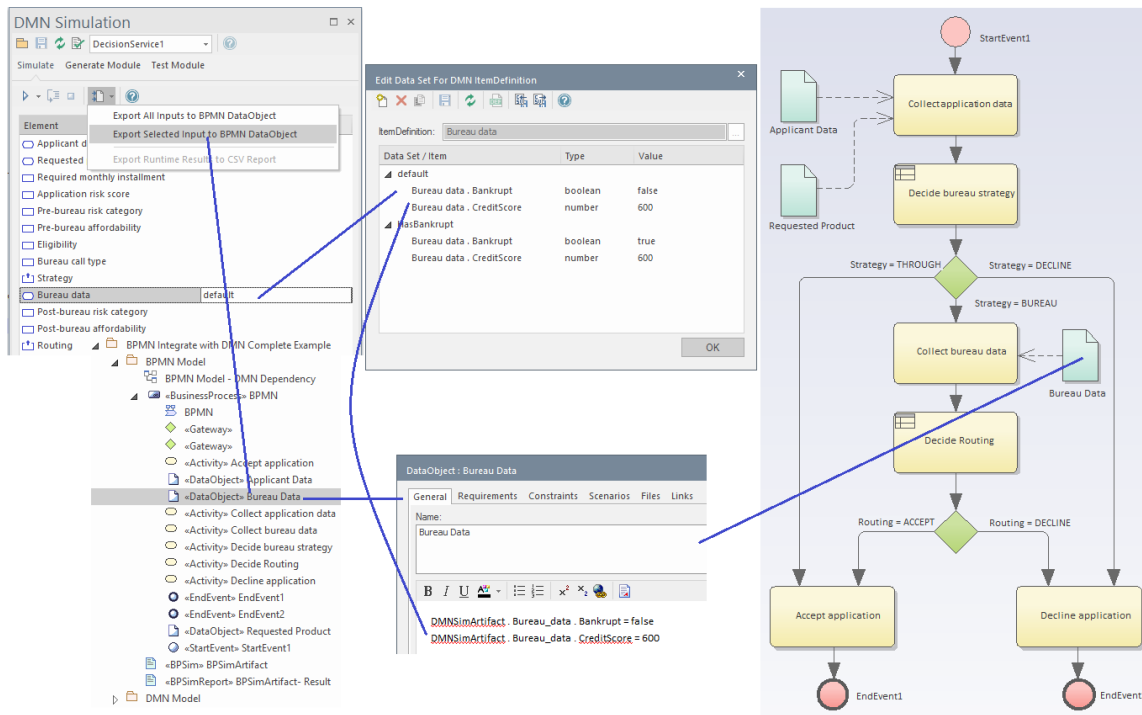 DMN Simulation
DecisionService1
Simulate Generate Module Test Module
Export All Inputs to BPMN DataObject
Export Selected Input to BPMN DataObject
Export Runtime Results to CSV Report
Element
Applicant d
Requested
Required monthly installment
Application risk score
Pre-bureau risk category
Pre-bureau affordability
Eligibility
Bureau call type
Strategy
Bureau data default
Post-bureau risk category
Post-bureau affordability
Routing
BPMN Integrate with DMN Complete Example
BPMN Model
BPMN Model - DMN Dependency
«BusinessProcess» BPMN
BPMN
«Gateway»
«Gateway»
«Activity» Accept application
«DataObject» Applicant Data
«DataObject» Bureau Data
«Activity» Collect application data
«Activity» Collect bureau data
«Activity» Decide bureau strategy
«Activity» Decide Routing
«Activity» Decline application
«EndEvent» EndEvent1
«EndEvent» EndEvent2
«DataObject» Requested Product
«StartEvent» StartEvent1
«BPSim» BPSimArtifact
«BPSimReport» BPSimArtifact- Result
DMN Model
Edit Data Set For DMN ItemDefinition
ItemDefinition: Bureau data ...
Data Set / Item Type Value
default
Bureau data . Bankrupt boolean false
Bureau data . CreditScore number 600
HasBankrupt
Bureau data . Bankrupt boolean true
Bureau data . CreditScore number 600
OK
DataObject : Bureau Data
General Requirements Constraints Scenarios Files Links
Name:
Bureau Data
B I U
DMNSimArtifact . Bureau_data . Bankrupt = false
DMNSimArtifact . Bureau_data . CreditScore = 600
StartEvent1
Collect application data
Applicant Data
Decide bureau strategy
Requested Product
Strategy = THROUGH
Strategy = DECLINE
Strategy = BUREAU
Collect bureau data
Bureau Data
Decide Routing
Routing = ACCEPT
Routing = DECLINE
Accept application
Decline application
EndEvent1
EndEvent